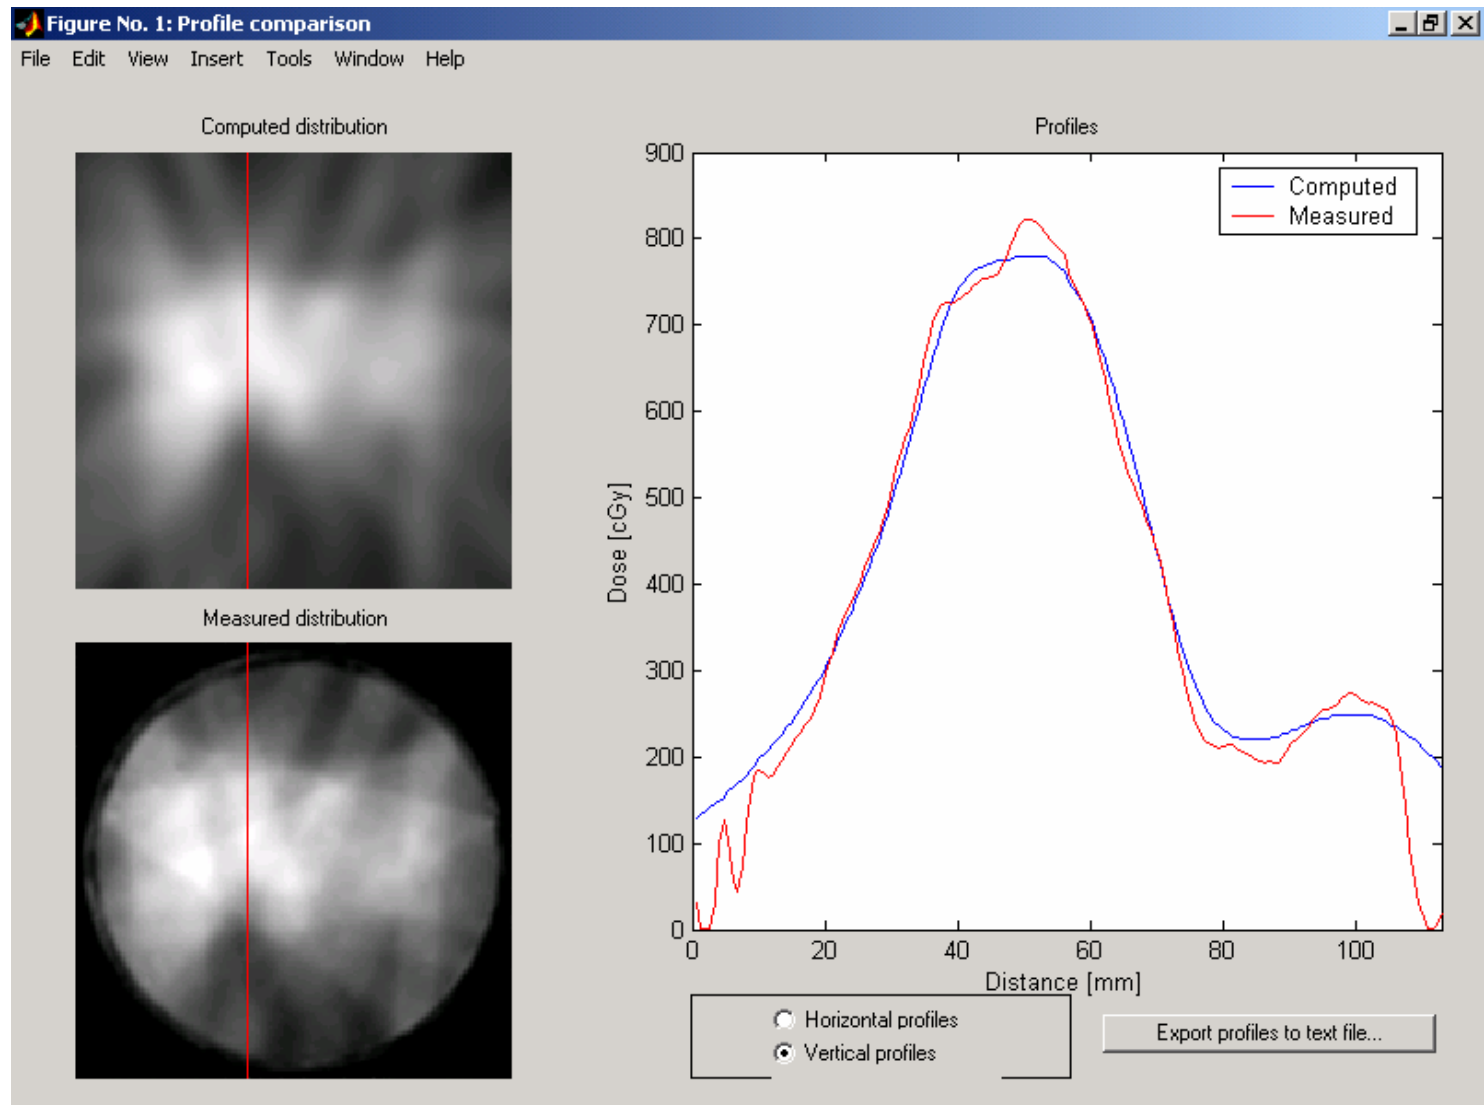 Figure No. 1: Profile comparison
File Edit View Insert Tools Window Help
Computed distribution
Measured distribution
Profiles
Computed
Measured
900
800
700
600
500
400
300
200
100
0
Dose [cGy]
0 20 40 60 80 100
Distance [mm]
Horizontal profiles
Vertical profiles
Export profiles to text file...